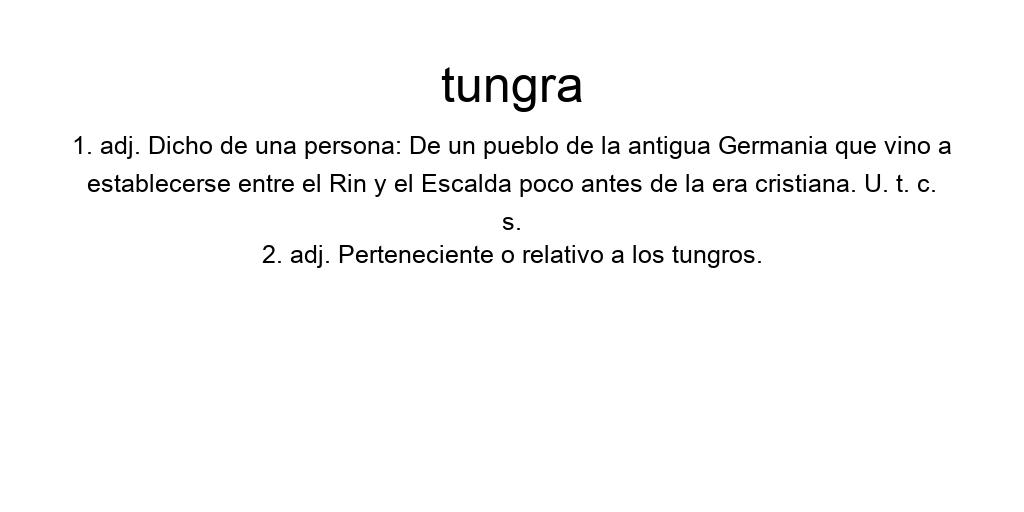 tungra
1. adj. Dicho de una persona: De un pueblo de la antigua Germania que vino a
establecerse entre el Rin y el Escalda poco antes de la era cristiana. U. t. c.
s.
2. adj. Perteneciente o relativo a los tungros.